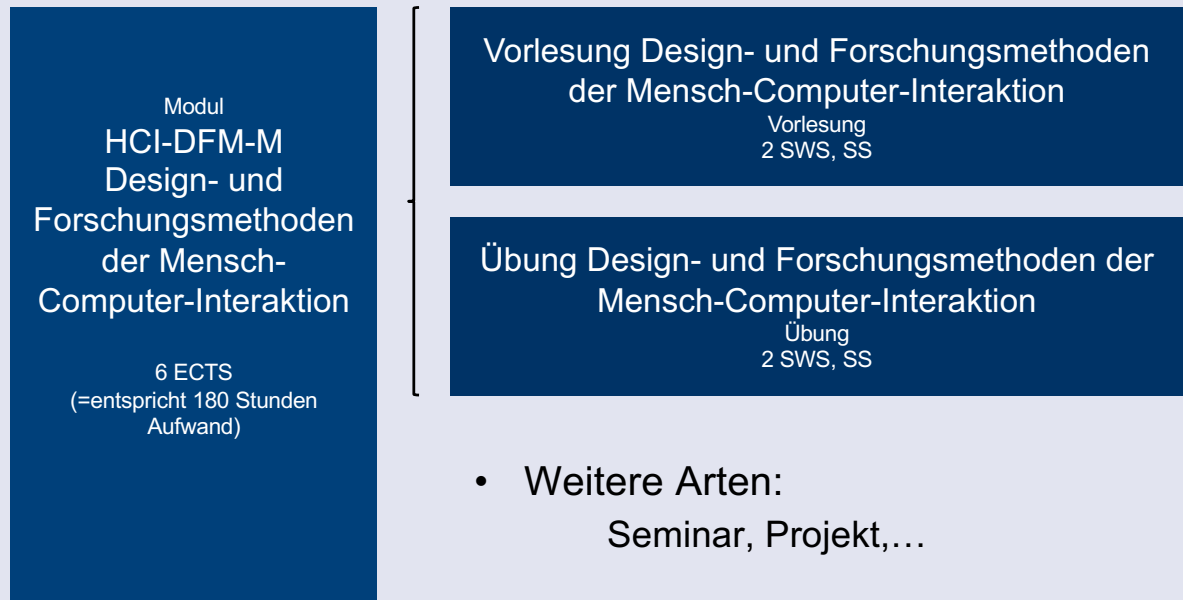 Modul
HCI-DFM-M
Design- und
Forschungsmethoden
der Mensch-
Computer-Interaktion
6 ECTS
(=entspricht 180 Stunden
Aufwand)
Vorlesung Design- und Forschungsmethoden
der Mensch-Computer-Interaktion
Vorlesung
2 SWS, SS
Übung Design- und Forschungsmethoden der
Mensch-Computer-Interaktion
Übung
2 SWS, SS
• Weitere Arten:
Seminar, Projekt,…